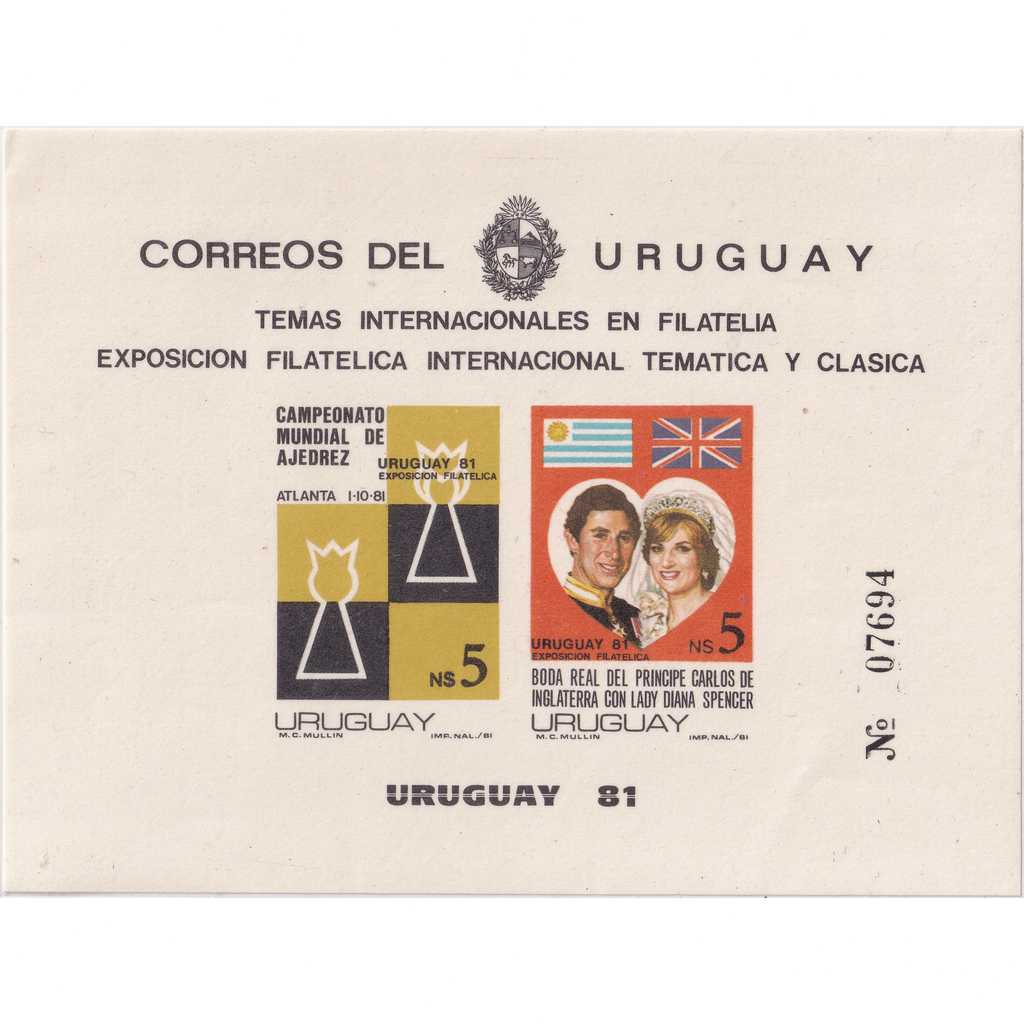 CORREOS DEL URUGUAY
TEMAS INTERNACIONALES EN FILATELIA
EXPOSICION FILATELICA INTERNACIONAL TEMATICA Y CLASICA
CAMPEONATO
MUNDIAL DE
AJEDREZ
URUGUAY 81
EXPOSICION FILATELICA
ATLANTA 1·10·81
N$ 5
URUGUAY
M.C. MULLIN IMP. NAL./81
URUGUAY 81
EXPOSICION FILATELICA
N$ 5
BODA REAL DEL PRINCIPE CARLOS DE
INGLATERRA CON LADY DIANA SPENCER
URUGUAY
M.C. MULLIN IMP. NAL./81
Nº 07694
URUGUAY 81